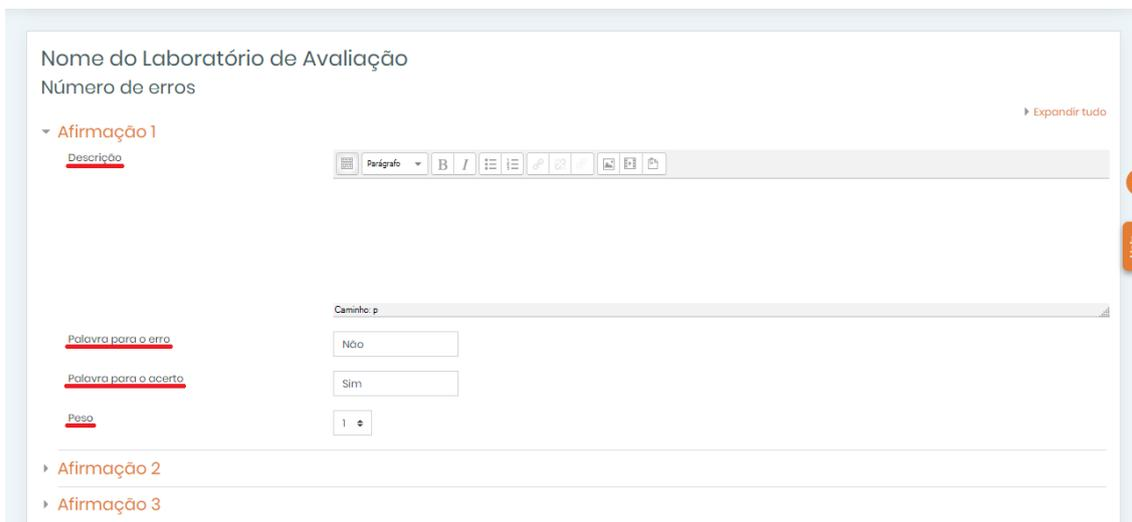 Nome do Laboratório de Avaliação
Número de erros
Expandir tudo
Afirmação 1
Descrição
Parágrafo B I
Caminho: p
Palavra para o erro Não
Palavra para o acerto Sim
Peso 1
Afirmação 2
Afirmação 3